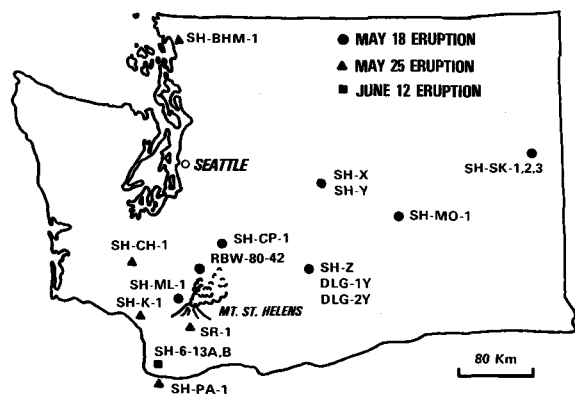 SH-BHM-1
MAY 18 ERUPTION
MAY 25 ERUPTION
JUNE 12 ERUPTION
SEATTLE
SH-SK-1,2,3
SH-X
SH-Y
SH-MO-1
SH-CP-1
SH-CH-1
RBW-80-42
SH-Z
DLG-1Y
DLG-2Y
SH-ML-1
SH-K-1
MT. ST. HELENS
SR-1
SH-6-13A,B
SH-PA-1
80 Km